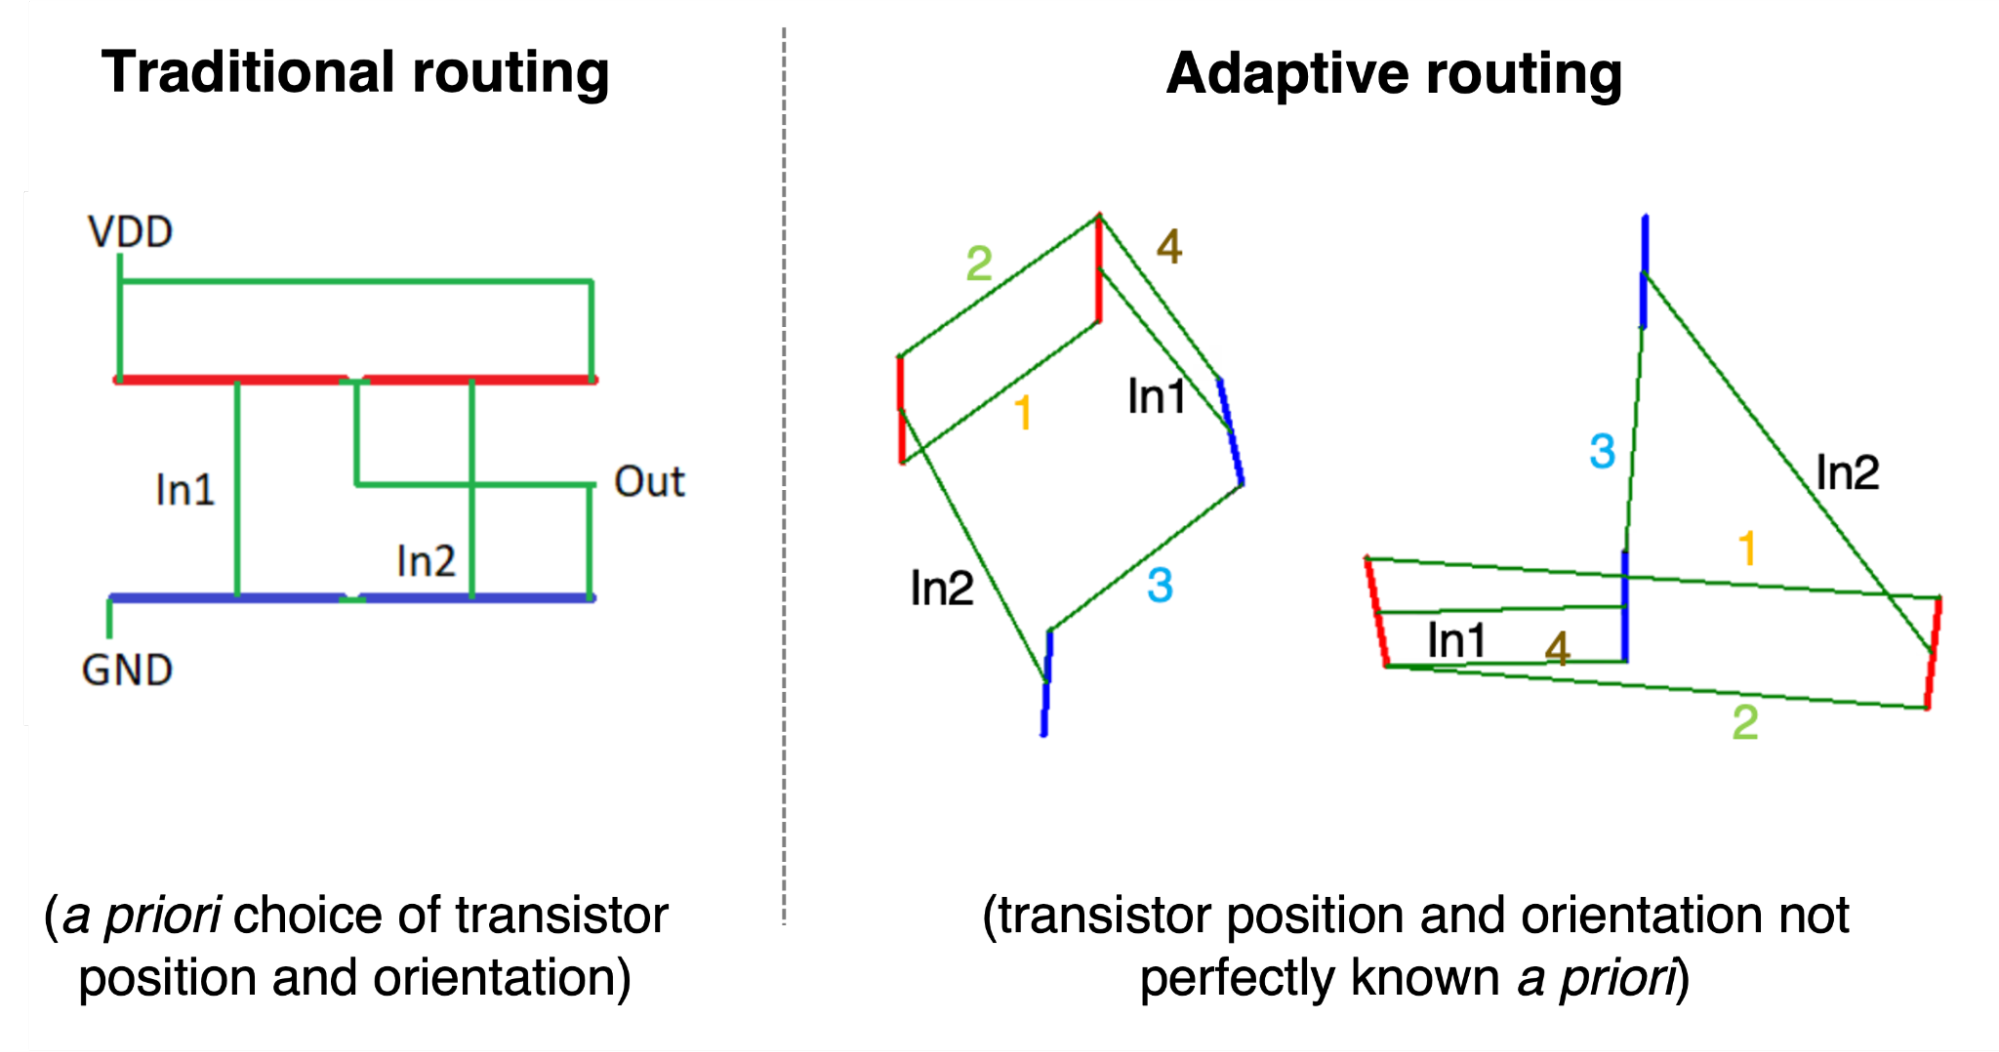 Traditional routing
VDD
In1
In2
Out
GND
(a priori choice of transistor
position and orientation)
Adaptive routing
2
4
1
In1
In2
3
3
In2
1
In1
4
2
(transistor position and orientation not
perfectly known a priori)